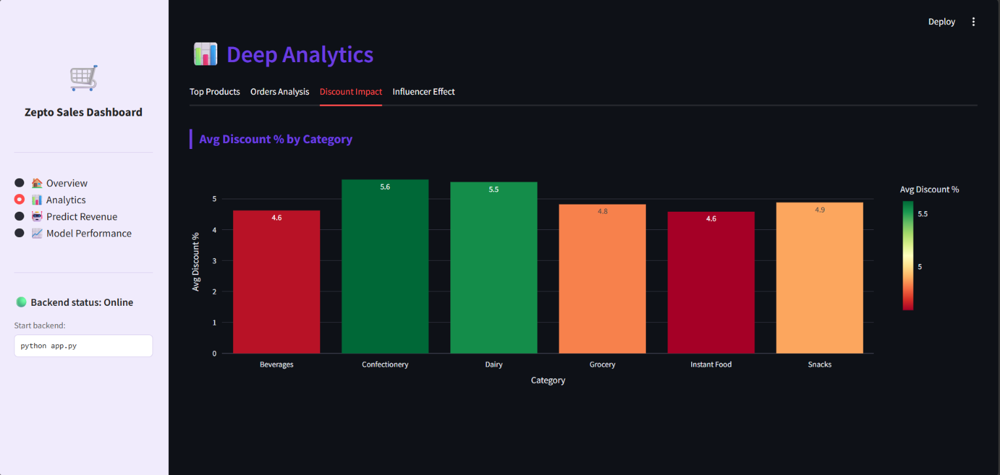 Deploy
Zepto Sales Dashboard
Overview
Analytics
Predict Revenue
Model Performance
Backend status: Online
Start backend:
python app.py
Deep Analytics
Top Products Orders Analysis Discount Impact Influencer Effect
Avg Discount % by Category
Avg Discount %
5
4
3
2
1
0
4.6 5.6 5.5 4.8 4.6 4.9
Beverages Confectionery Dairy Grocery Instant Food Snacks
Category
Avg Discount %
5.5
5